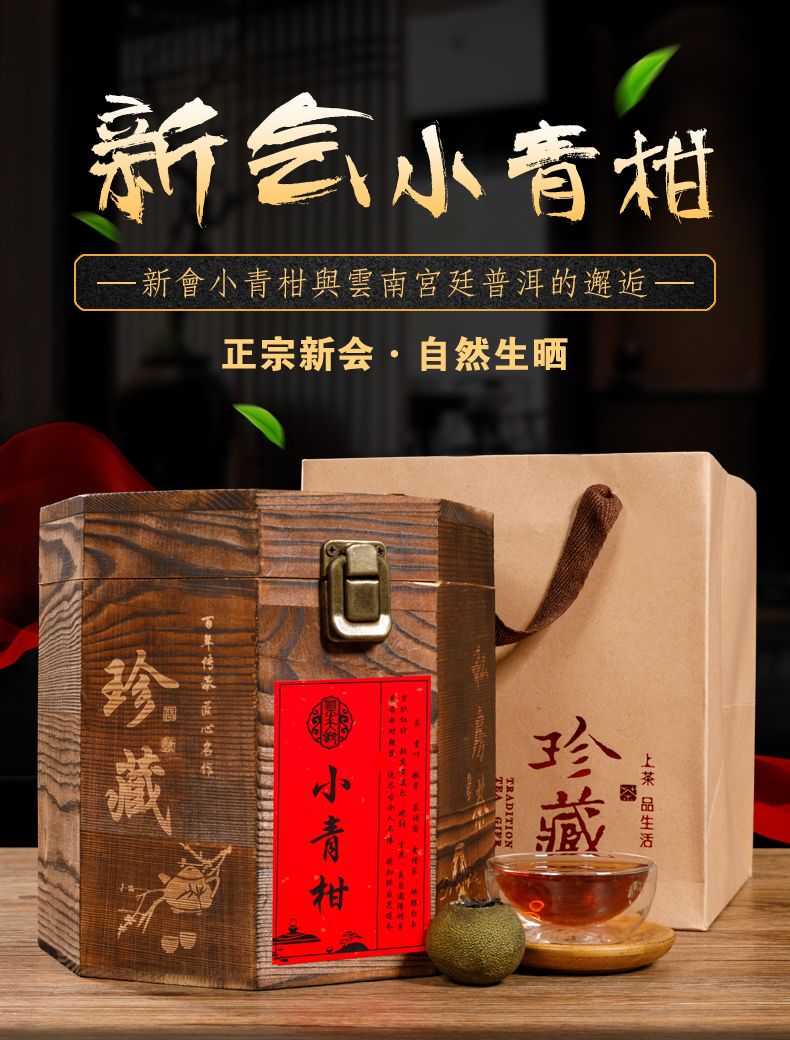 新会小青柑
新會小青柑與雲南宮廷普洱的邂逅
正宗新会·自然生晒
百年传承 匠心名作
珍藏
小青柑
珍藏
上茶 品生活
TRADITION
TEA GIFR